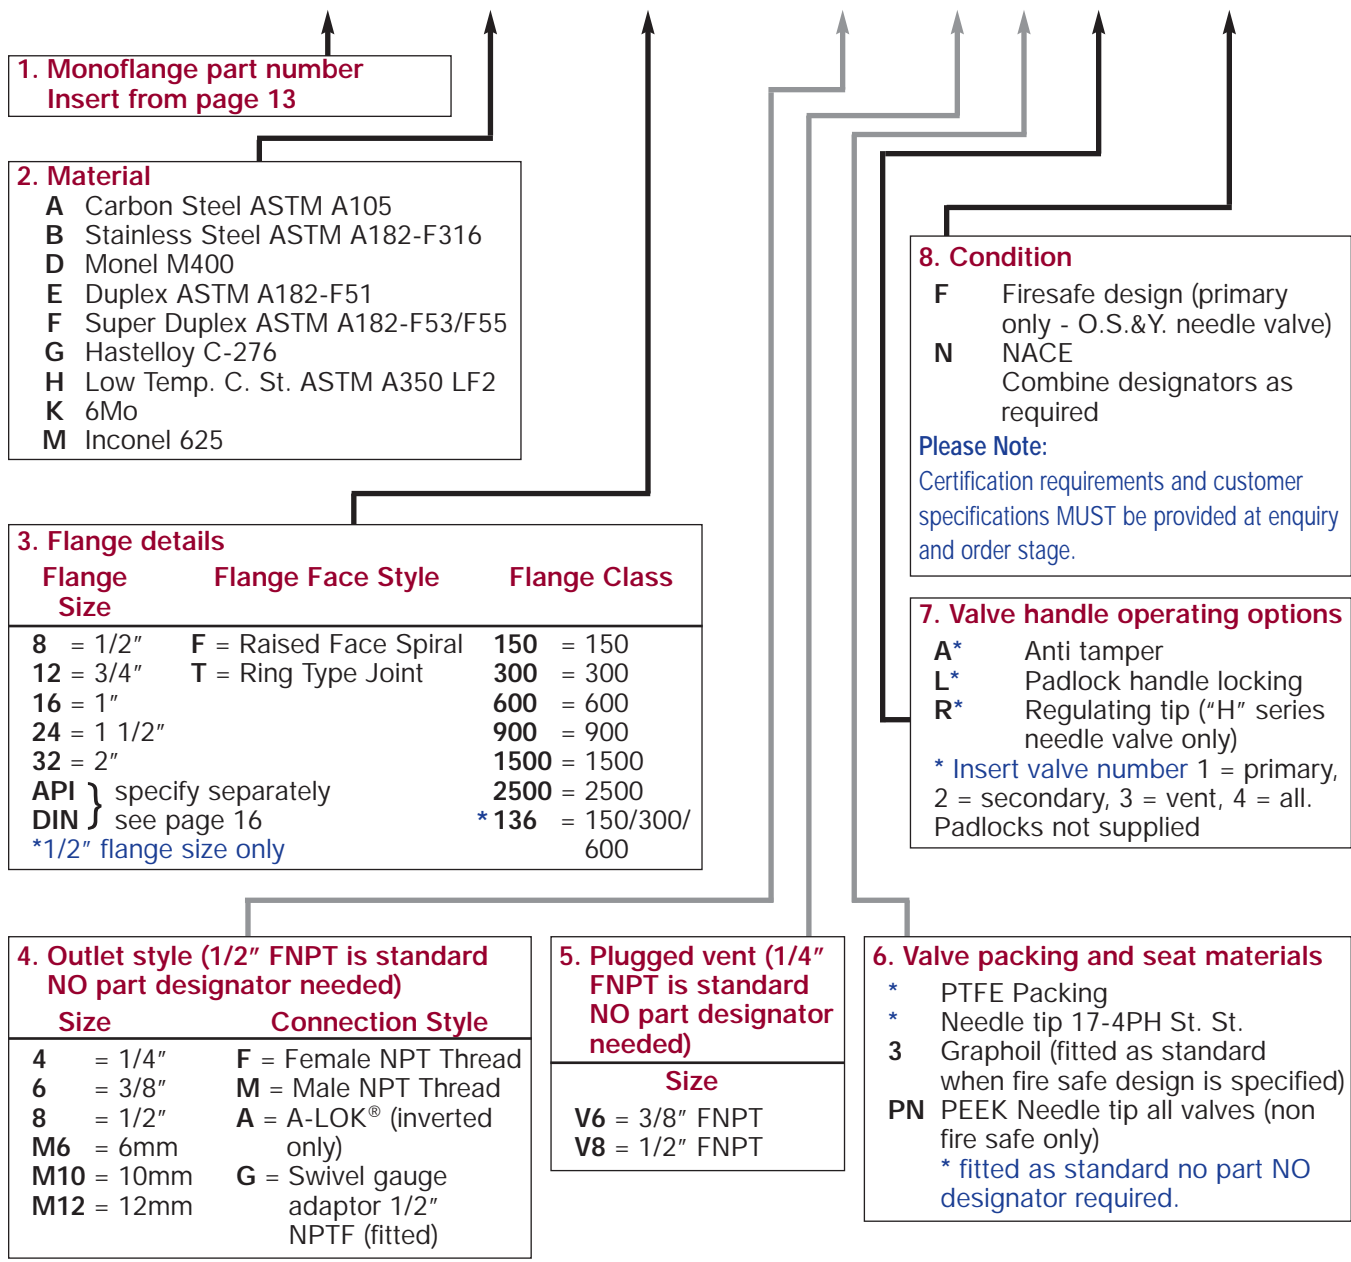 1. Monoflange part number
Insert from page 13
2. Material
A Carbon Steel ASTM A105
B Stainless Steel ASTM A182-F316
D Monel M400
E Duplex ASTM A182-F51
F Super Duplex ASTM A182-F53/F55
G Hastelloy C-276
H Low Temp. C. St. ASTM A350 LF2
K 6Mo
M Inconel 625
3. Flange details
Flange Size
Flange Face Style
Flange Class
8 = 1/2″ F = Raised Face Spiral 150 = 150
12 = 3/4″ T = Ring Type Joint 300 = 300
16 = 1″ 600 = 600
24 = 1 1/2″ 900 = 900
32 = 2″ 1500 = 1500
API } specify separately 2500 = 2500
DIN } see page 16 *136 = 150/300/
*1/2″ flange size only 600
8. Condition
F Firesafe design (primary
only - O.S.&Y. needle valve)
N NACE
Combine designators as
required
Please Note:
Certification requirements and customer
specifications MUST be provided at enquiry
and order stage.
7. Valve handle operating options
A* Anti tamper
L* Padlock handle locking
R* Regulating tip (“H” series
needle valve only)
* Insert valve number 1 = primary,
2 = secondary, 3 = vent, 4 = all.
Padlocks not supplied
4. Outlet style (1/2″ FNPT is standard
NO part designator needed)
Size Connection Style
4 = 1/4″ F = Female NPT Thread
6 = 3/8″ M = Male NPT Thread
8 = 1/2″ A = A-LOK® (inverted
M6 = 6mm only)
M10 = 10mm G = Swivel gauge
M12 = 12mm adaptor 1/2″
NPTF (fitted)
5. Plugged vent (1/4″
FNPT is standard
NO part designator
needed)
Size
V6 = 3/8″ FNPT
V8 = 1/2″ FNPT
6. Valve packing and seat materials
* PTFE Packing
* Needle tip 17-4PH St. St.
3 Graphoil (fitted as standard
when fire safe design is specified)
PN PEEK Needle tip all valves (non
fire safe only)
* fitted as standard no part NO
designator required.